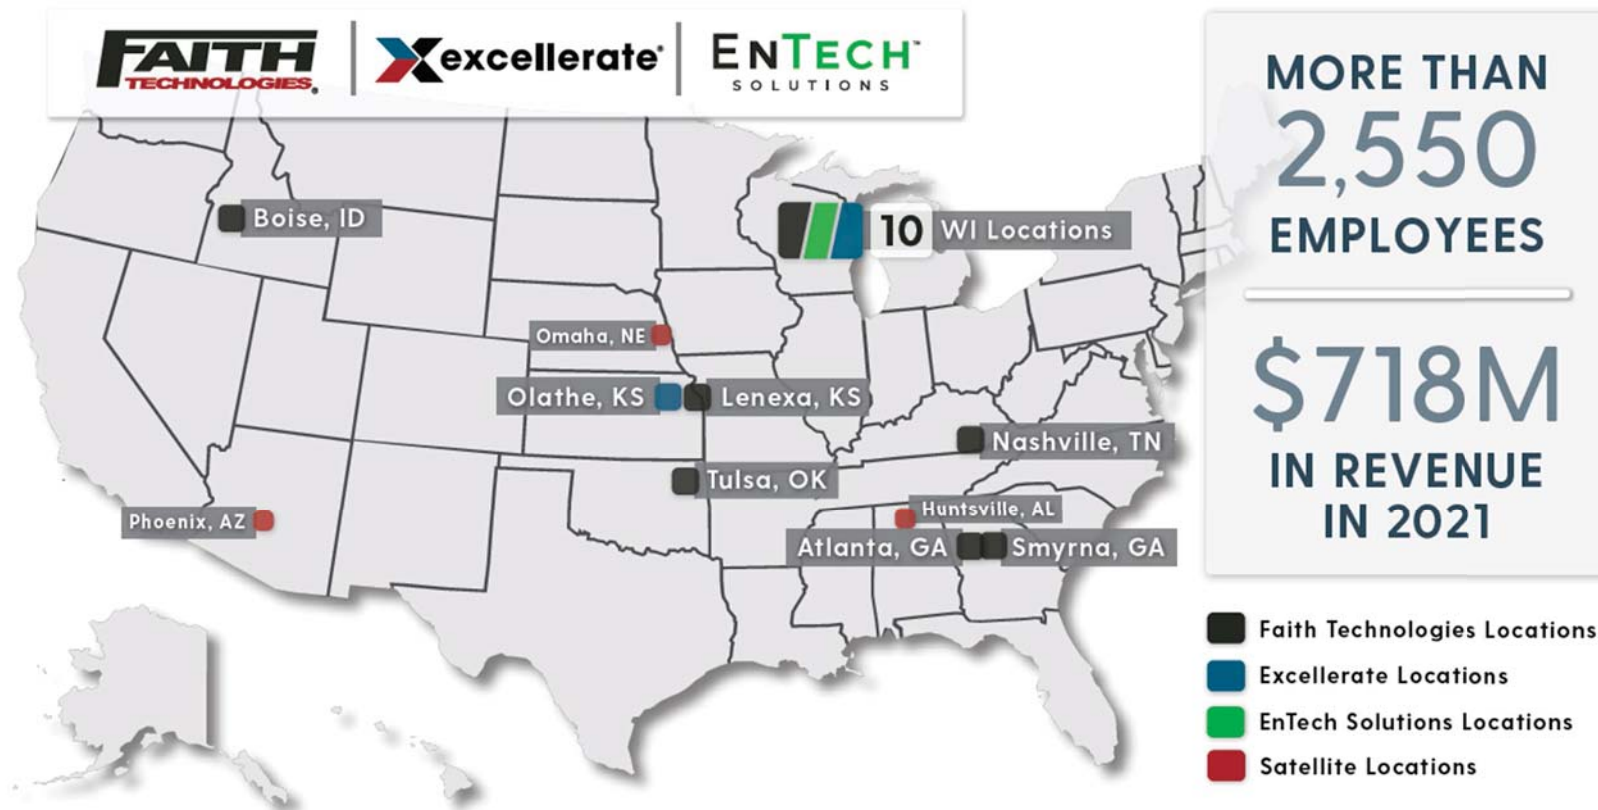 FAITH
TECHNOLOGIES®
excellerate®
ENTECH™
SOLUTIONS
MORE THAN
2,550
EMPLOYEES
$718M
IN REVENUE
IN 2021
Boise, ID
10 WI Locations
Omaha, NE
Olathe, KS
Lenexa, KS
Nashville, TN
Tulsa, OK
Phoenix, AZ
Huntsville, AL
Atlanta, GA
Smyrna, GA
Faith Technologies Locations
Excellerate Locations
EnTech Solutions Locations
Satellite Locations